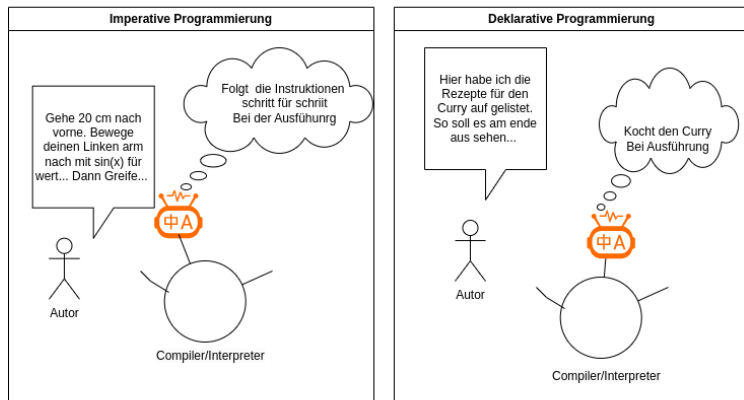 Imperative Programmierung
Folgt die Instruktionen
schritt für schriit
Bei der Ausfühunrg
Gehe 20 cm nach
vorne. Bewege
deinen Linken arm
nach mit sin(x) für
wert... Dann Greife...
中A
Autor
Compiler/Interpreter
Deklarative Programmierung
Hier habe ich die
Rezepte für den
Curry auf gelistet.
So soll es am ende
aus sehen...
Kocht den Curry
Bei Ausführung
中A
Autor
Compiler/Interpreter